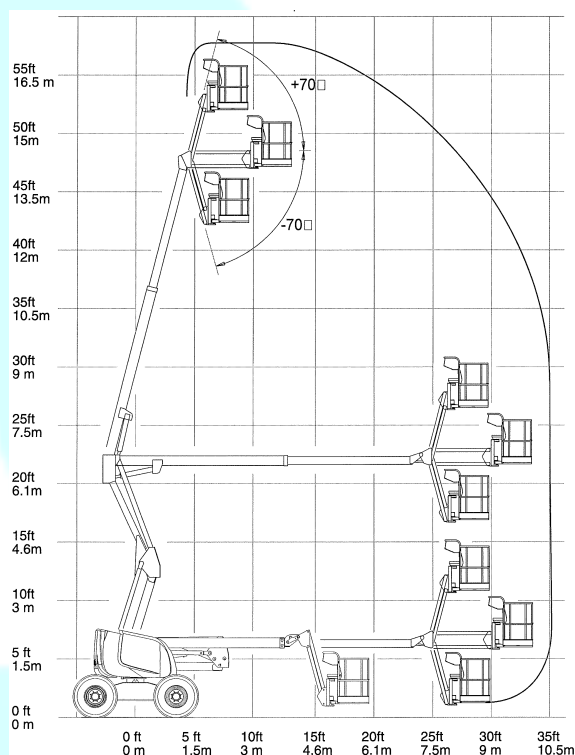 55ft
16.5 m
+70□
50ft
15m
45ft
13.5m
-70□
40ft
12m
35ft
10.5m
30ft
9 m
25ft
7.5m
20ft
6.1m
15ft
4.6m
10ft
3 m
5 ft
1.5m
0 ft
0 m
0 ft 5 ft 10ft 15ft 20ft 25ft 30ft 35ft
0 m 1.5m 3 m 4.6m 6.1m 7.5m 9 m 10.5m